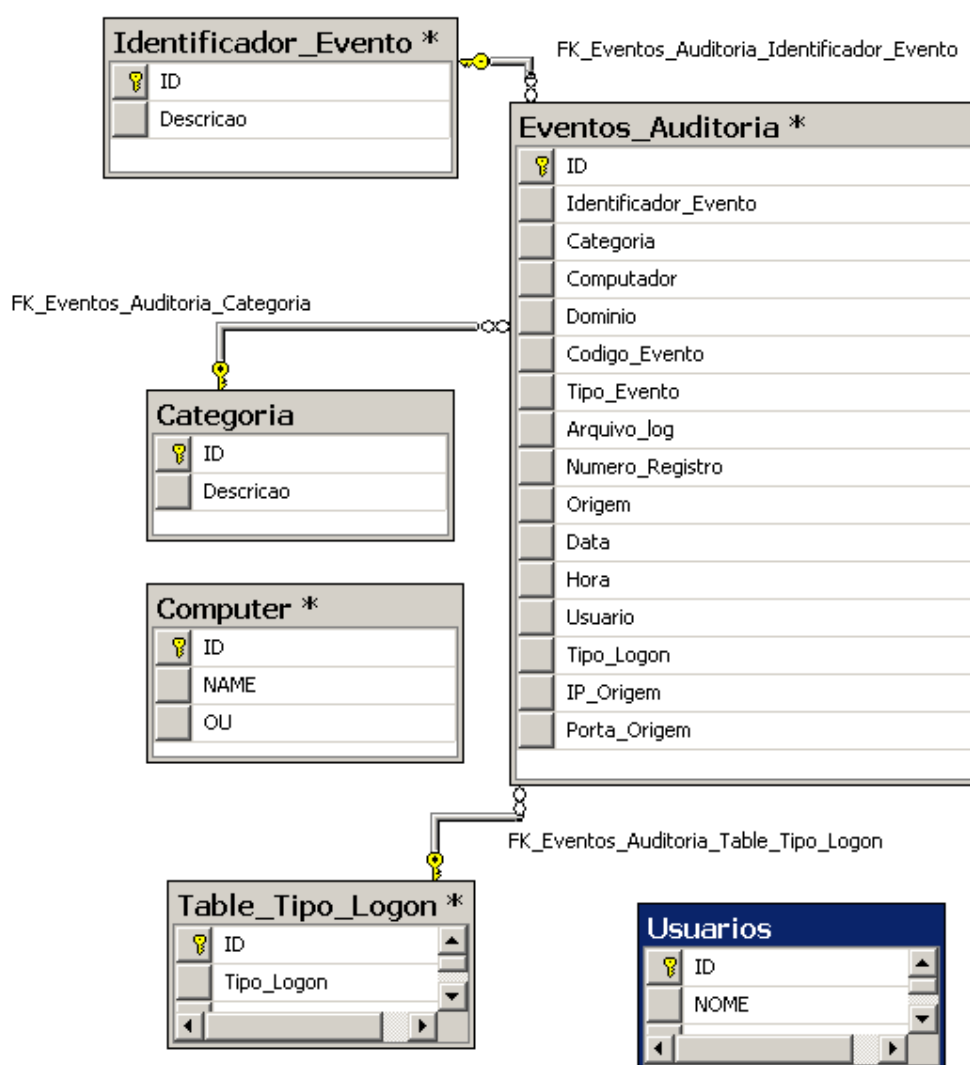 Identificador_Evento *
ID
Descricao
FK_Eventos_Auditoria_Identificador_Evento
Eventos_Auditoria *
ID
Identificador_Evento
Categoria
Computador
Dominio
Codigo_Evento
Tipo_Evento
Arquivo_log
Numero_Registro
Origem
Data
Hora
Usuario
Tipo_Logon
IP_Origem
Porta_Origem
FK_Eventos_Auditoria_Categoria
Categoria
ID
Descricao
Computer *
ID
NAME
OU
FK_Eventos_Auditoria_Table_Tipo_Logon
Table_Tipo_Logon *
ID
Tipo_Logon
Usuarios
ID
NOME